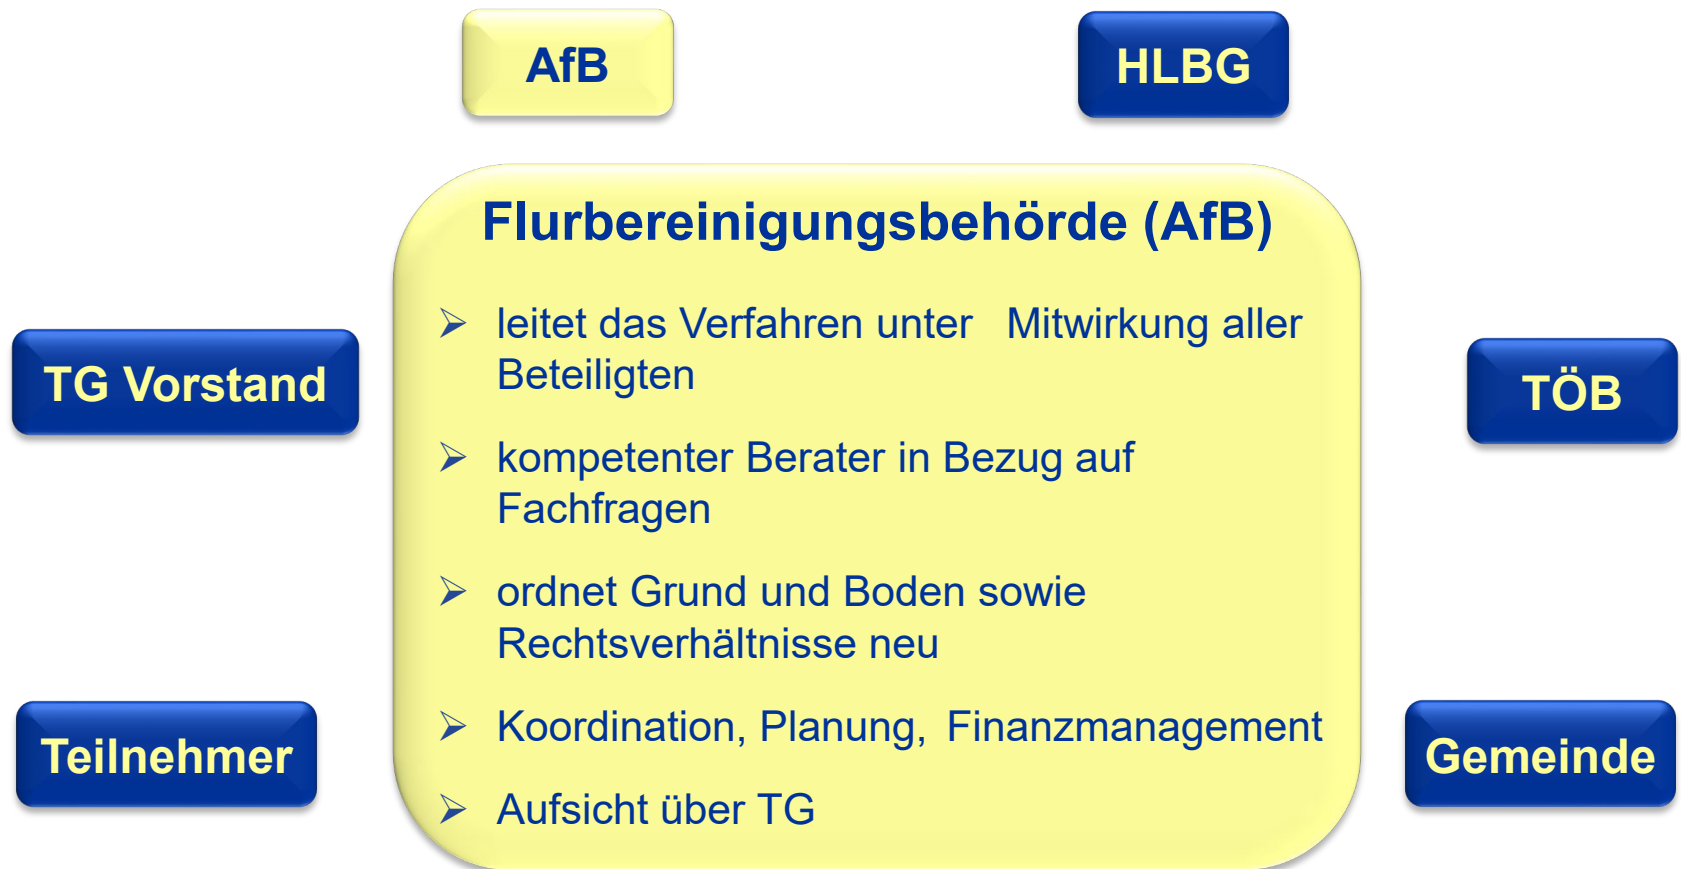 AfB
HLBG
Flurbereinigungsbehörde (AfB)
➢ leitet das Verfahren unter Mitwirkung aller
Beteiligten
➢ kompetenter Berater in Bezug auf
Fachfragen
➢ ordnet Grund und Boden sowie
Rechtsverhältnisse neu
➢ Koordination, Planung, Finanzmanagement
➢ Aufsicht über TG
TG Vorstand
TÖB
Teilnehmer
Gemeinde